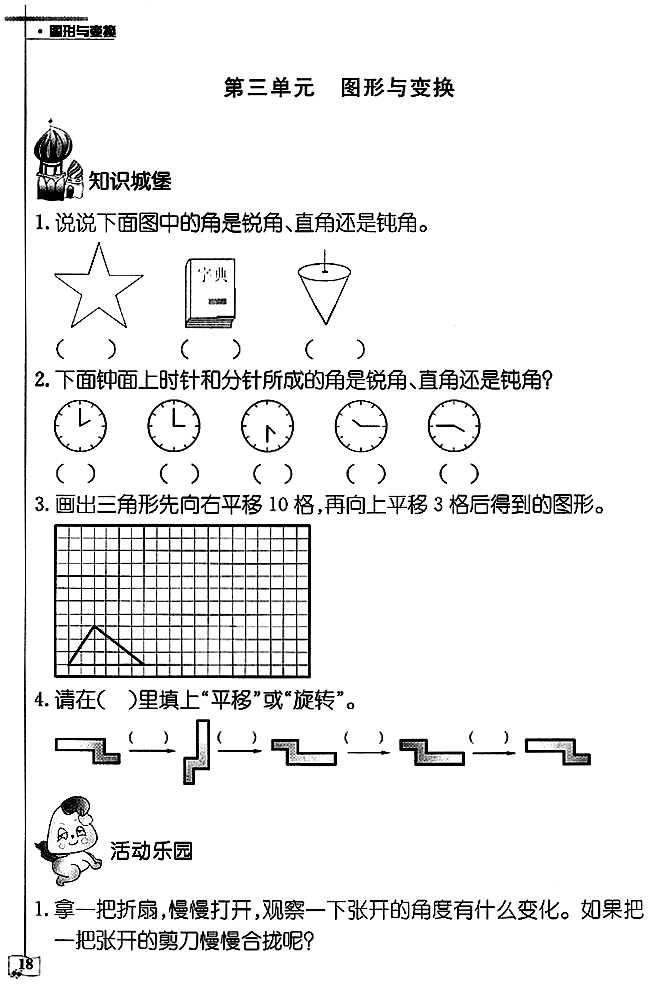 ·图形与变换
第三单元 图形与变换
知识城堡
1. 说说下面图中的角是锐角、直角还是钝角。
字典
( ) ( ) ( )
2. 下面钟面上时针和分针所成的角是锐角、直角还是钝角?
( ) ( ) ( ) ( ) ( )
3. 画出三角形先向右平移 10 格,再向上平移 3 格后得到的图形。
4. 请在( )里填上“平移”或“旋转”。
( ) ( ) ( ) ( )
活动乐园
1. 拿一把折扇,慢慢打开,观察一下张开的角度有什么变化。如果把
一把张开的剪刀慢慢合拢呢?
18